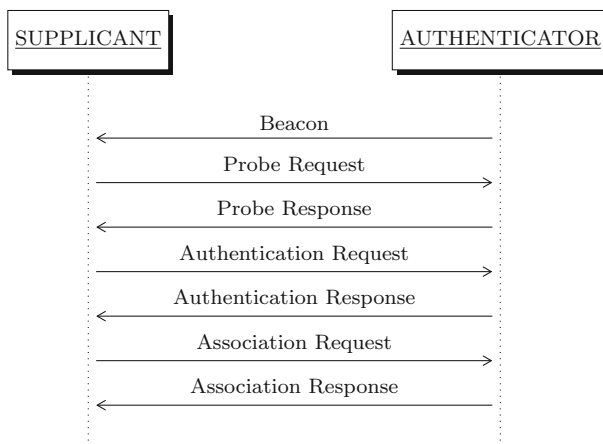 SUPPLICANT
AUTHENTICATOR
Beacon
Probe Request
Probe Response
Authentication Request
Authentication Response
Association Request
Association Response